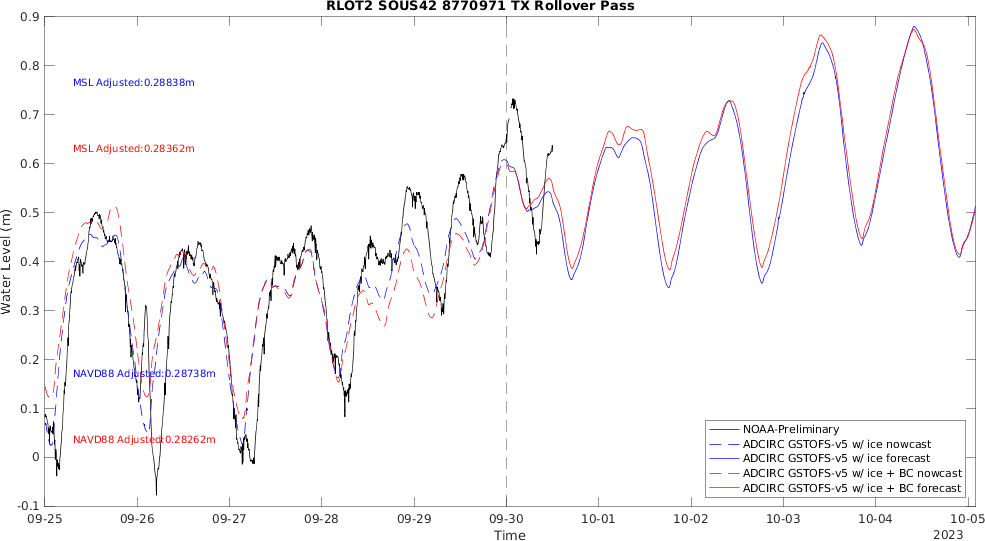 RLOT2 SOUS42 8770971 TX Rollover Pass
0.9
0.8
0.7
0.6
0.5
0.4
0.3
0.2
0.1
0
-0.1
Water Level (m)
MSL Adjusted:0.28838m
MSL Adjusted:0.28362m
NAVD88 Adjusted:0.28738m
NAVD88 Adjusted:0.28262m
NOAA-Preliminary
ADCIRC GSTOFS-v5 w/ ice nowcast
ADCIRC GSTOFS-v5 w/ ice forecast
ADCIRC GSTOFS-v5 w/ ice + BC nowcast
ADCIRC GSTOFS-v5 w/ ice + BC forecast
09-25 09-26 09-27 09-28 09-29 09-30 10-01 10-02 10-03 10-04 10-05
Time
2023